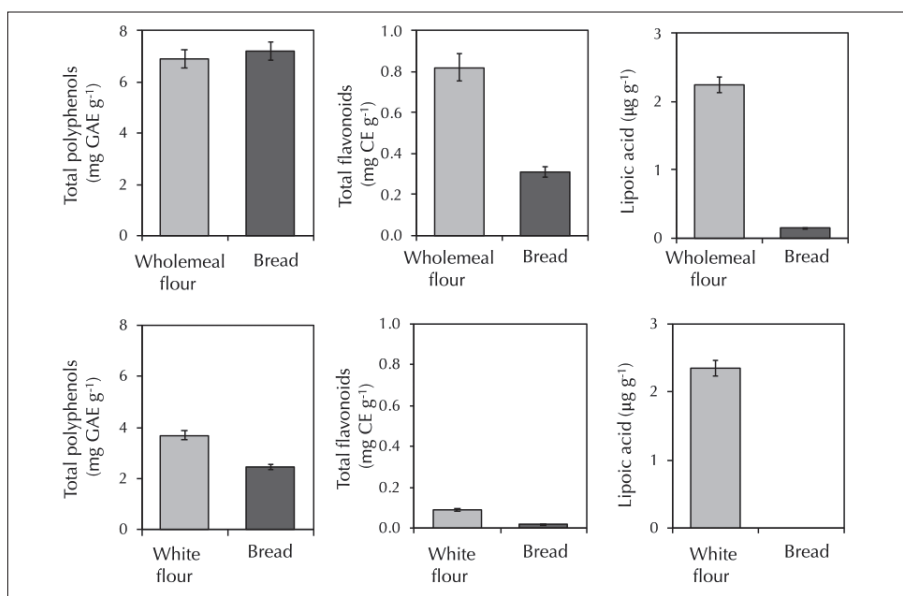 Total polyphenols
(mg GAE g-1)
8
6
4
2
0
Wholemeal
flour
Bread
Total flavonoids
(mg CE g-1)
1.0
0.8
0.6
0.4
0.2
0.0
Wholemeal
flour
Bread
Lipoic acid (µg g-1)
3
2
1
0
Wholemeal
flour
Bread
Total polyphenols
(mg GAE g-1)
8
6
4
2
0
White
flour
Bread
Total flavonoids
(mg CE g-1)
1.0
0.8
0.6
0.4
0.2
0.0
White
flour
Bread
Lipoic acid (µg g-1)
3
2
1
0
White
flour
Bread